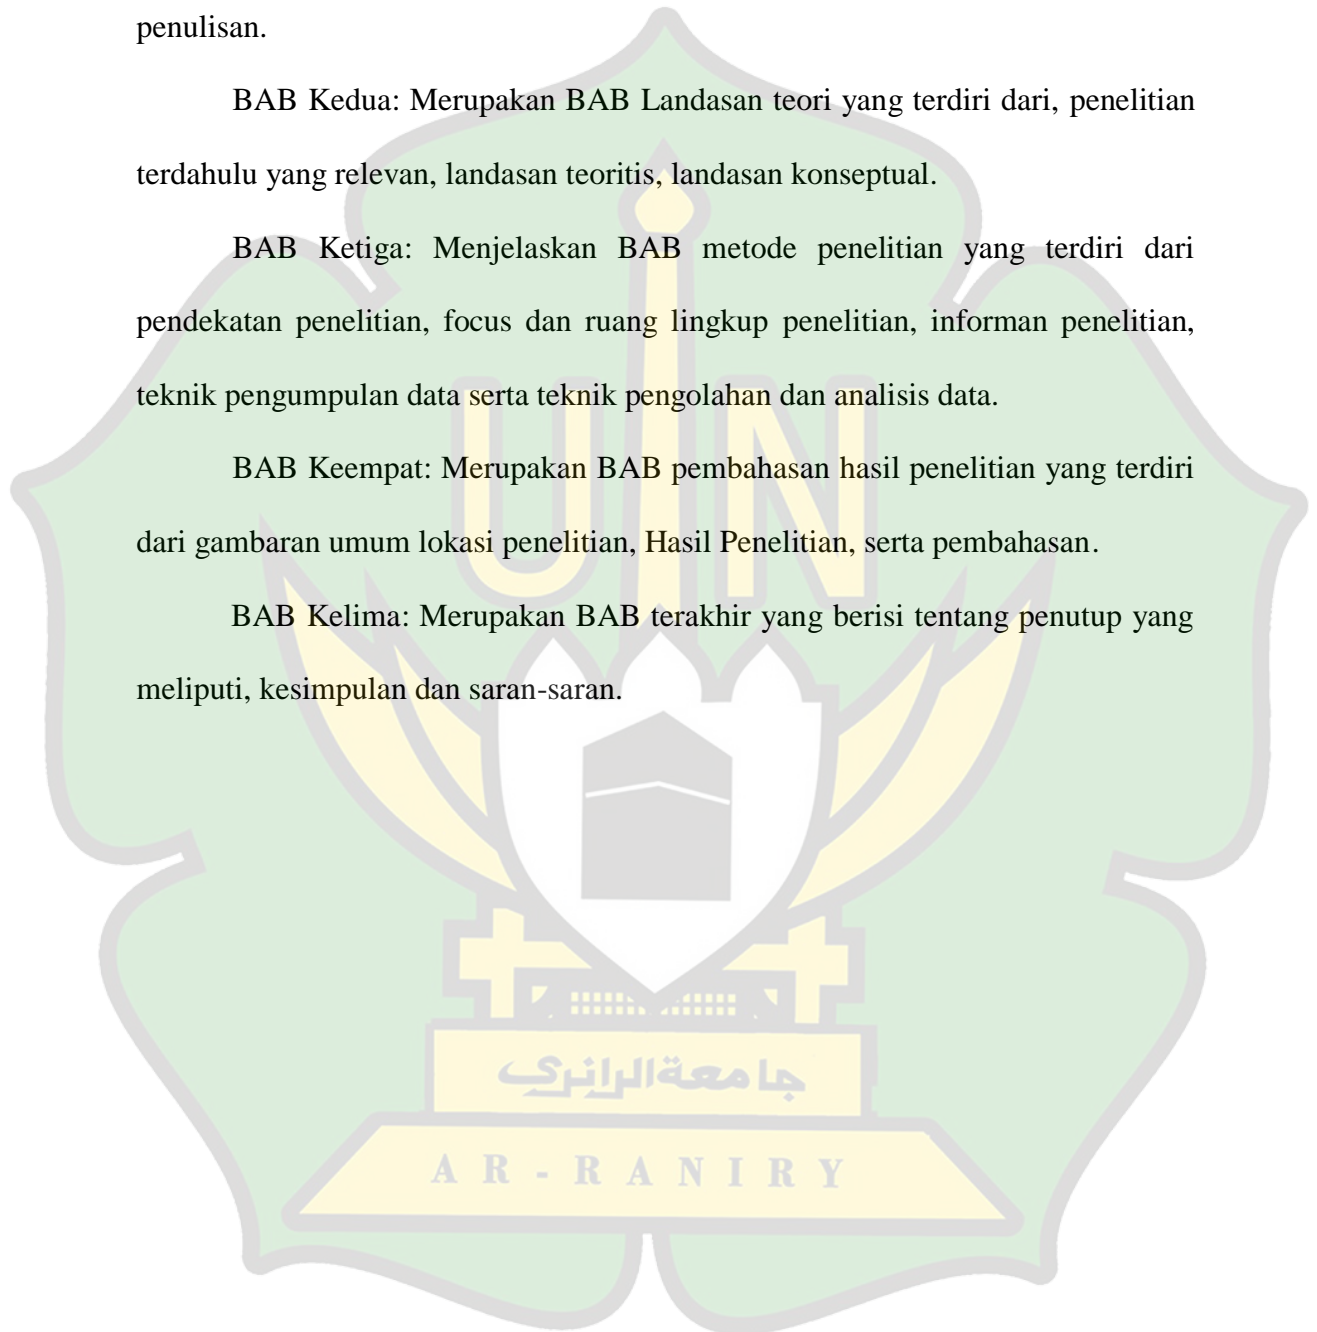 penulisan.
BAB Kedua: Merupakan BAB Landasan teori yang terdiri dari, penelitian
terdahulu yang relevan, landasan teoritis, landasan konseptual.
BAB Ketiga: Menjelaskan BAB metode penelitian yang terdiri dari
pendekatan penelitian, focus dan ruang lingkup penelitian, informan penelitian,
teknik pengumpulan data serta teknik pengolahan dan analisis data.
BAB Keempat: Merupakan BAB pembahasan hasil penelitian yang terdiri
dari gambaran umum lokasi penelitian, Hasil Penelitian, serta pembahasan.
BAB Kelima: Merupakan BAB terakhir yang berisi tentang penutup yang
meliputi, kesimpulan dan saran-saran.
UIN
جامعةالرانري
AR-RANIRY